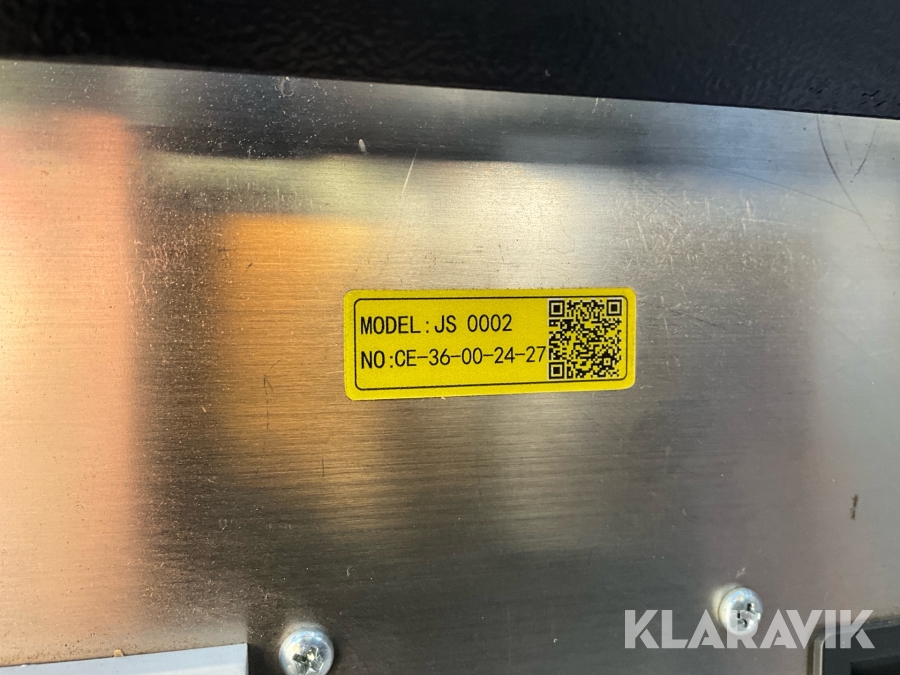 MODEL:JS 0002
NO:CE-36-00-24-27
KLARAVIK